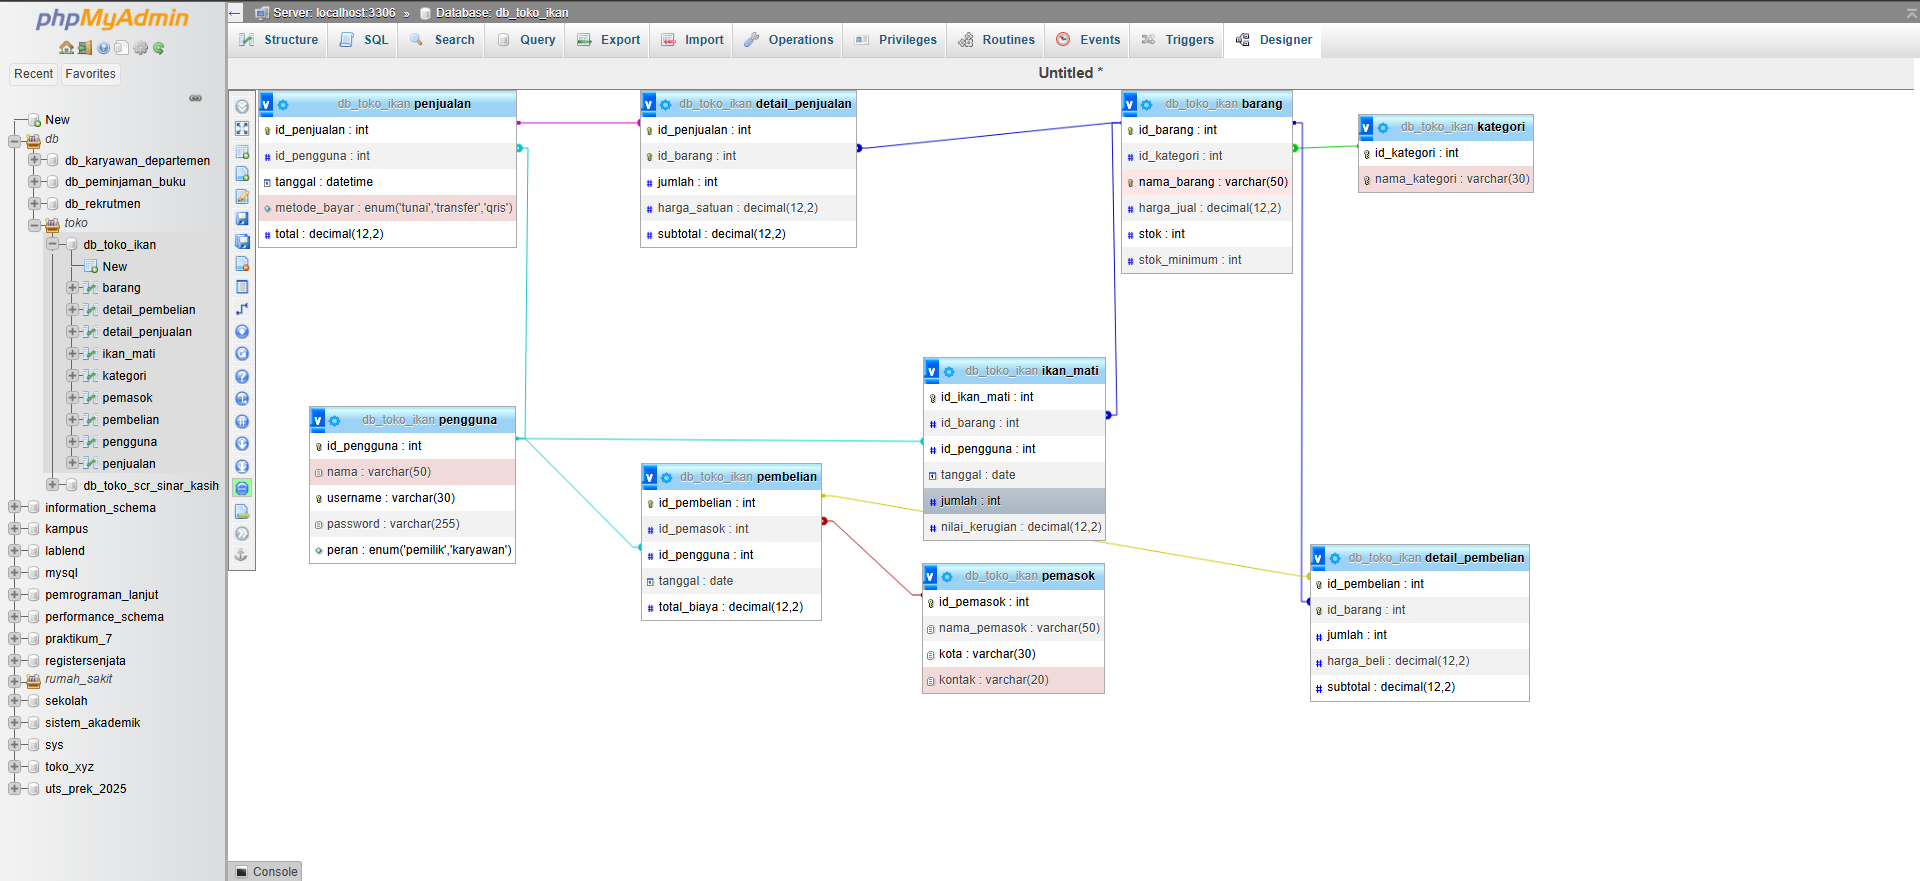 phpMyAdmin
Recent Favorites
New
db
db_karyawan_departemen
db_peminjaman_buku
db_rekrutmen
toko
db_toko_ikan
New
barang
detail_pembelian
detail_penjualan
ikan_mati
kategori
pemasok
pembelian
pengguna
penjualan
db_toko_scr_sinar_kasih
information_schema
kampus
lablend
mysql
pemrograman_lanjut
performance_schema
praktikum_7
registersenjata
rumah_sakit
sekolah
sistem_akademik
sys
toko_xyz
uts_prek_2025
Server: localhost:3306 » Database: db_toko_ikan
Structure SQL Search Query Export Import Operations Privileges Routines Events Triggers Designer
Untitled *
db_toko_ikan penjualan
id_penjualan : int
id_pengguna : int
tanggal : datetime
metode_bayar : enum('tunai','transfer','qris')
total : decimal(12,2)
db_toko_ikan detail_penjualan
id_penjualan : int
id_barang : int
jumlah : int
harga_satuan : decimal(12,2)
subtotal : decimal(12,2)
db_toko_ikan barang
id_barang : int
id_kategori : int
nama_barang : varchar(50)
harga_jual : decimal(12,2)
stok : int
stok_minimum : int
db_toko_ikan kategori
id_kategori : int
nama_kategori : varchar(30)
db_toko_ikan pengguna
id_pengguna : int
nama : varchar(50)
username : varchar(30)
password : varchar(255)
peran : enum('pemilik','karyawan')
db_toko_ikan pembelian
id_pembelian : int
id_pemasok : int
id_pengguna : int
tanggal : date
total_biaya : decimal(12,2)
db_toko_ikan ikan_mati
id_ikan_mati : int
id_barang : int
id_pengguna : int
tanggal : date
jumlah : int
nilai_kerugian : decimal(12,2)
db_toko_ikan pemasok
id_pemasok : int
nama_pemasok : varchar(50)
kota : varchar(30)
kontak : varchar(20)
db_toko_ikan detail_pembelian
id_pembelian : int
id_barang : int
jumlah : int
harga_beli : decimal(12,2)
subtotal : decimal(12,2)
Console